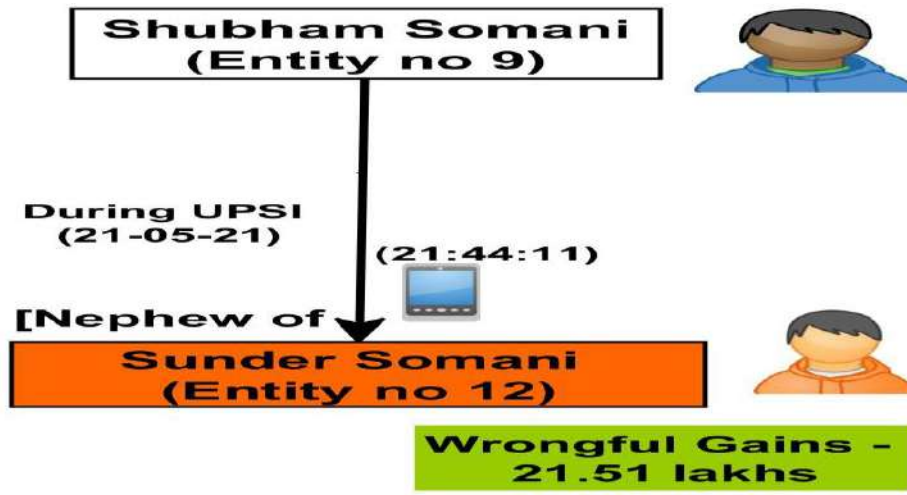 Shubham Somani
(Entity no 9)
During UPSI
(21-05-21)
(21:44:11)
[Nephew of
Sunder Somani
(Entity no 12)
Wrongful Gains -
21.51 lakhs